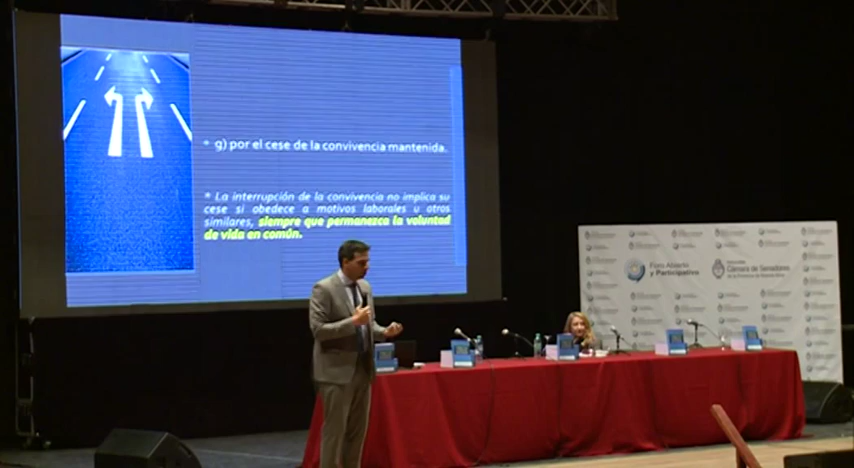 * g) por el cese de la convivencia mantenida.
* La interrupción de la convivencia no implica su
cese si obedece a motivos laborales u otros
similares, siempre que permanezca la voluntad
de vida en común.
Foro Abierto
y Participativo
Cámara de Senadores